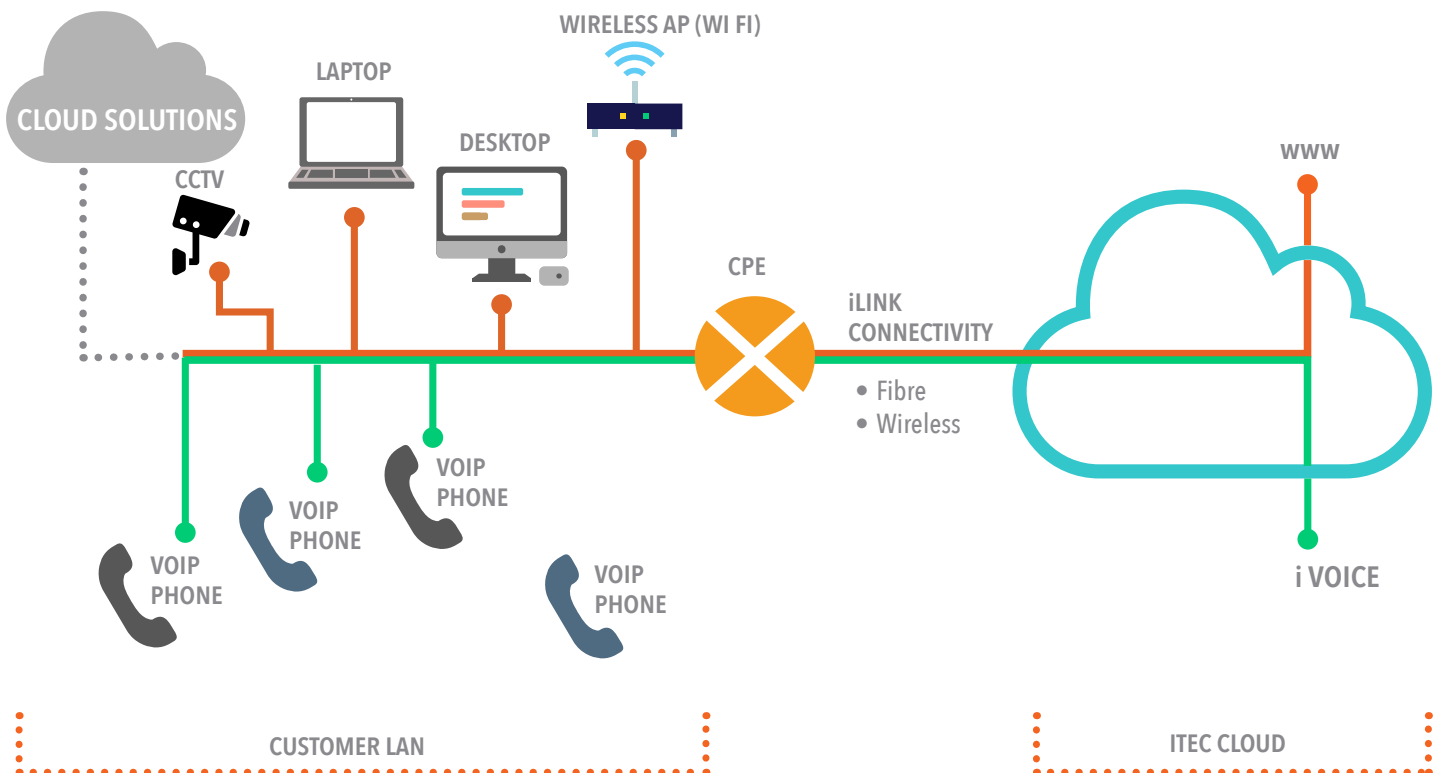 WIRELESS AP (WI FI)
LAPTOP
CLOUD SOLUTIONS
DESKTOP
www
CCTV
CPE
iLINK
CONNECTIVITY
• Fibre
• Wireless
VOIP
PHONE
VOIP
PHONE
VOIP
PHONE
VOIP
PHONE
i VOICE
CUSTOMER LAN
ITEC CLOUD